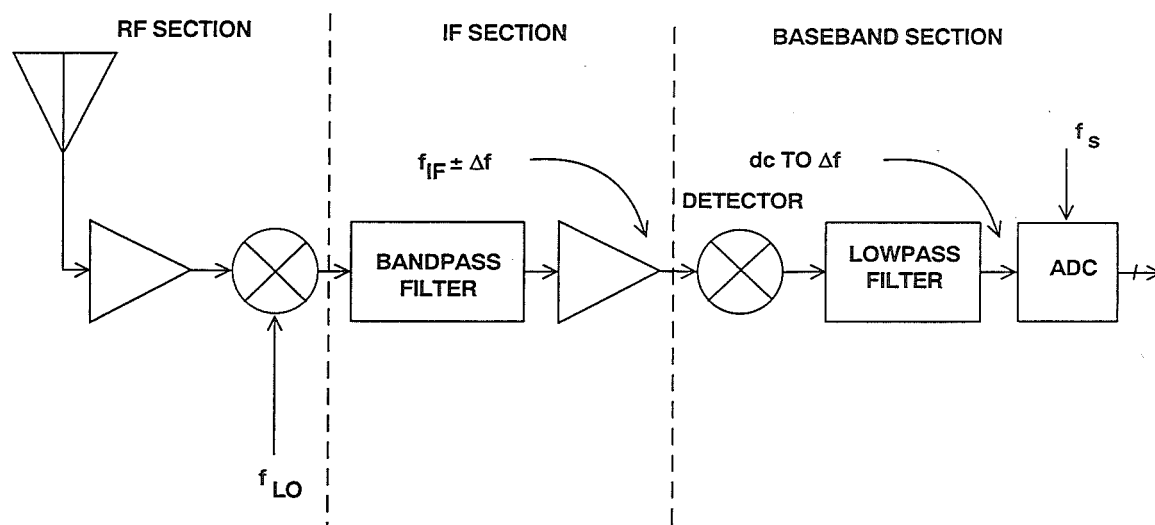 RF SECTION
IF SECTION
BASEBAND SECTION
f_IF ± Δf
dc TO Δf
f_s
DETECTOR
BANDPASS
FILTER
LOWPASS
FILTER
ADC
f_LO